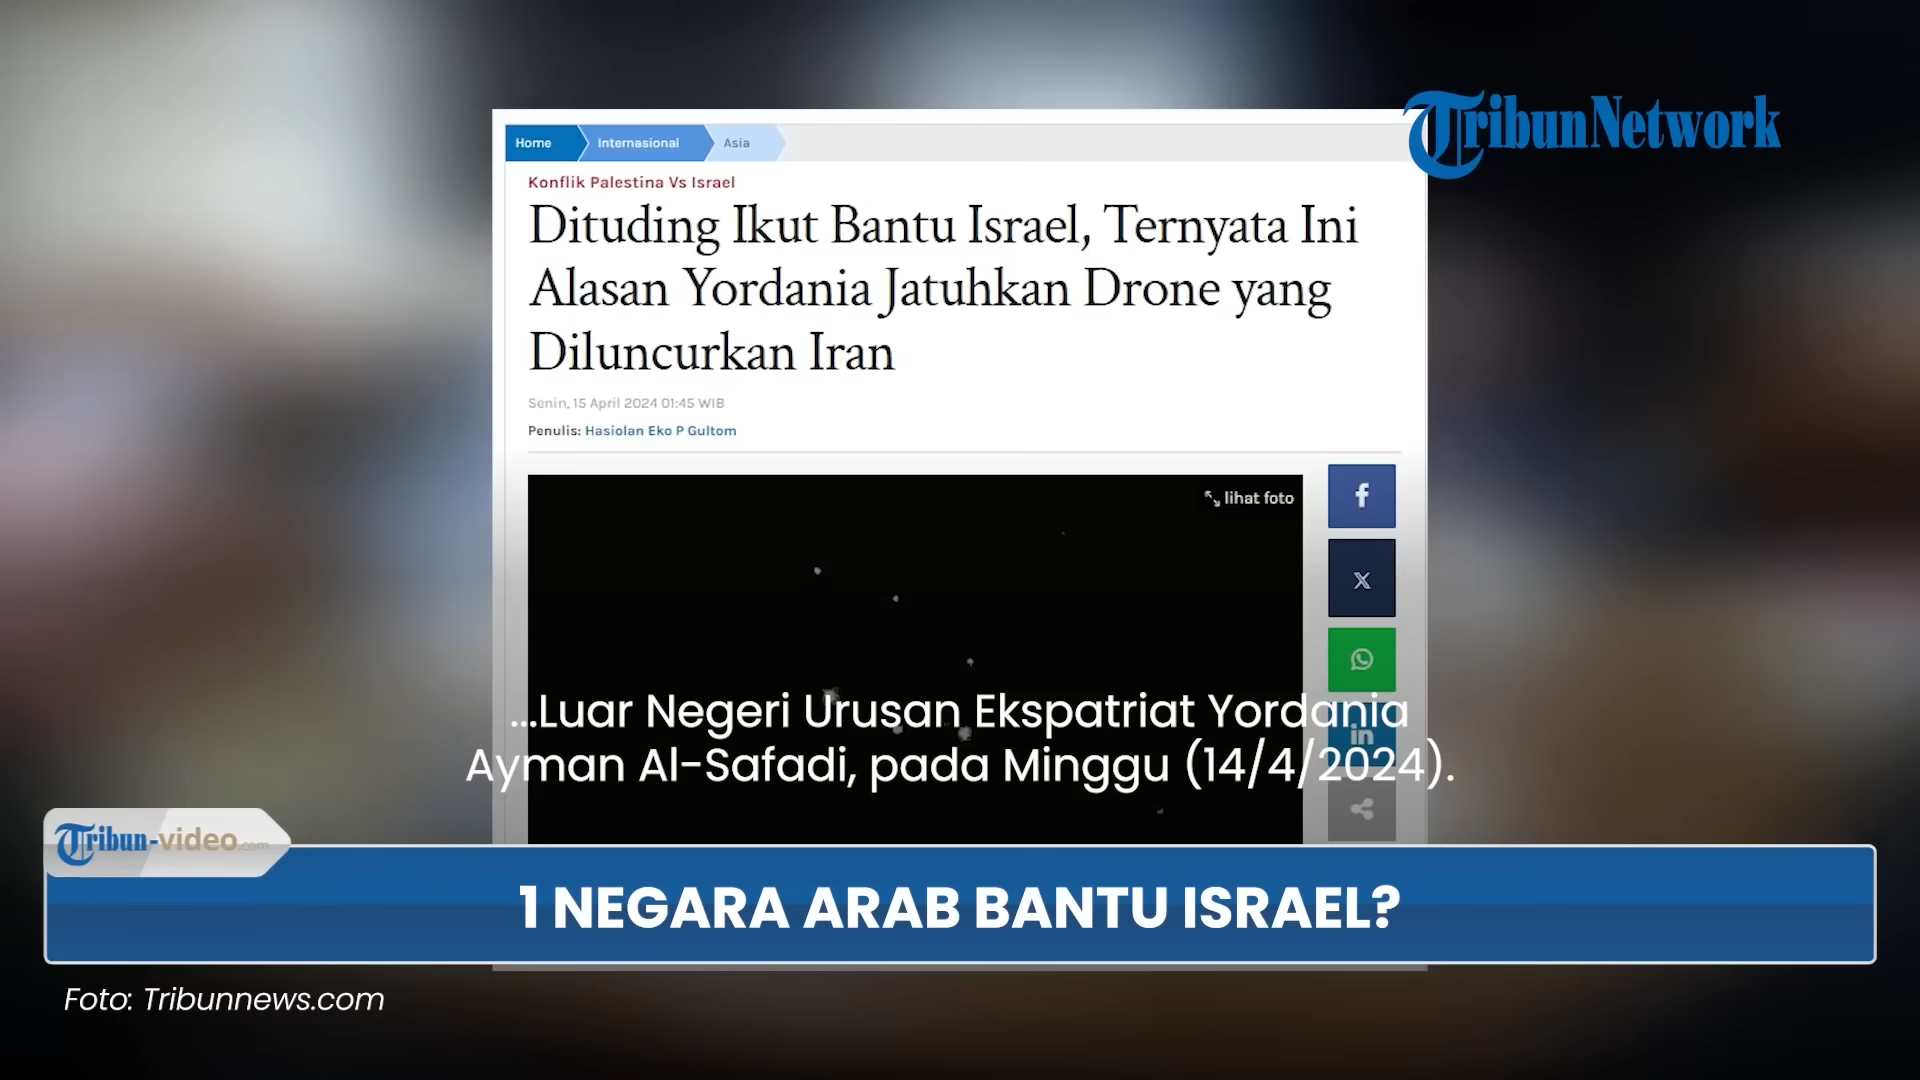 TribunNetwork
Home
Internasional
Asia
Konflik Palestina Vs Israel
Dituding Ikut Bantu Israel, Ternyata Ini
Alasan Yordania Jatuhkan Drone yang
Diluncurkan Iran
Senin, 15 April 2024 01:45 WIB
Penulis: Hasiolan Eko P Gultom
lihat foto
...Luar Negeri Urusan Ekspatriat Yordania
Ayman Al-Safadi, pada Minggu (14/4/2024).
Tribun-video.com
1 NEGARA ARAB BANTU ISRAEL?
Foto: Tribunnews.com